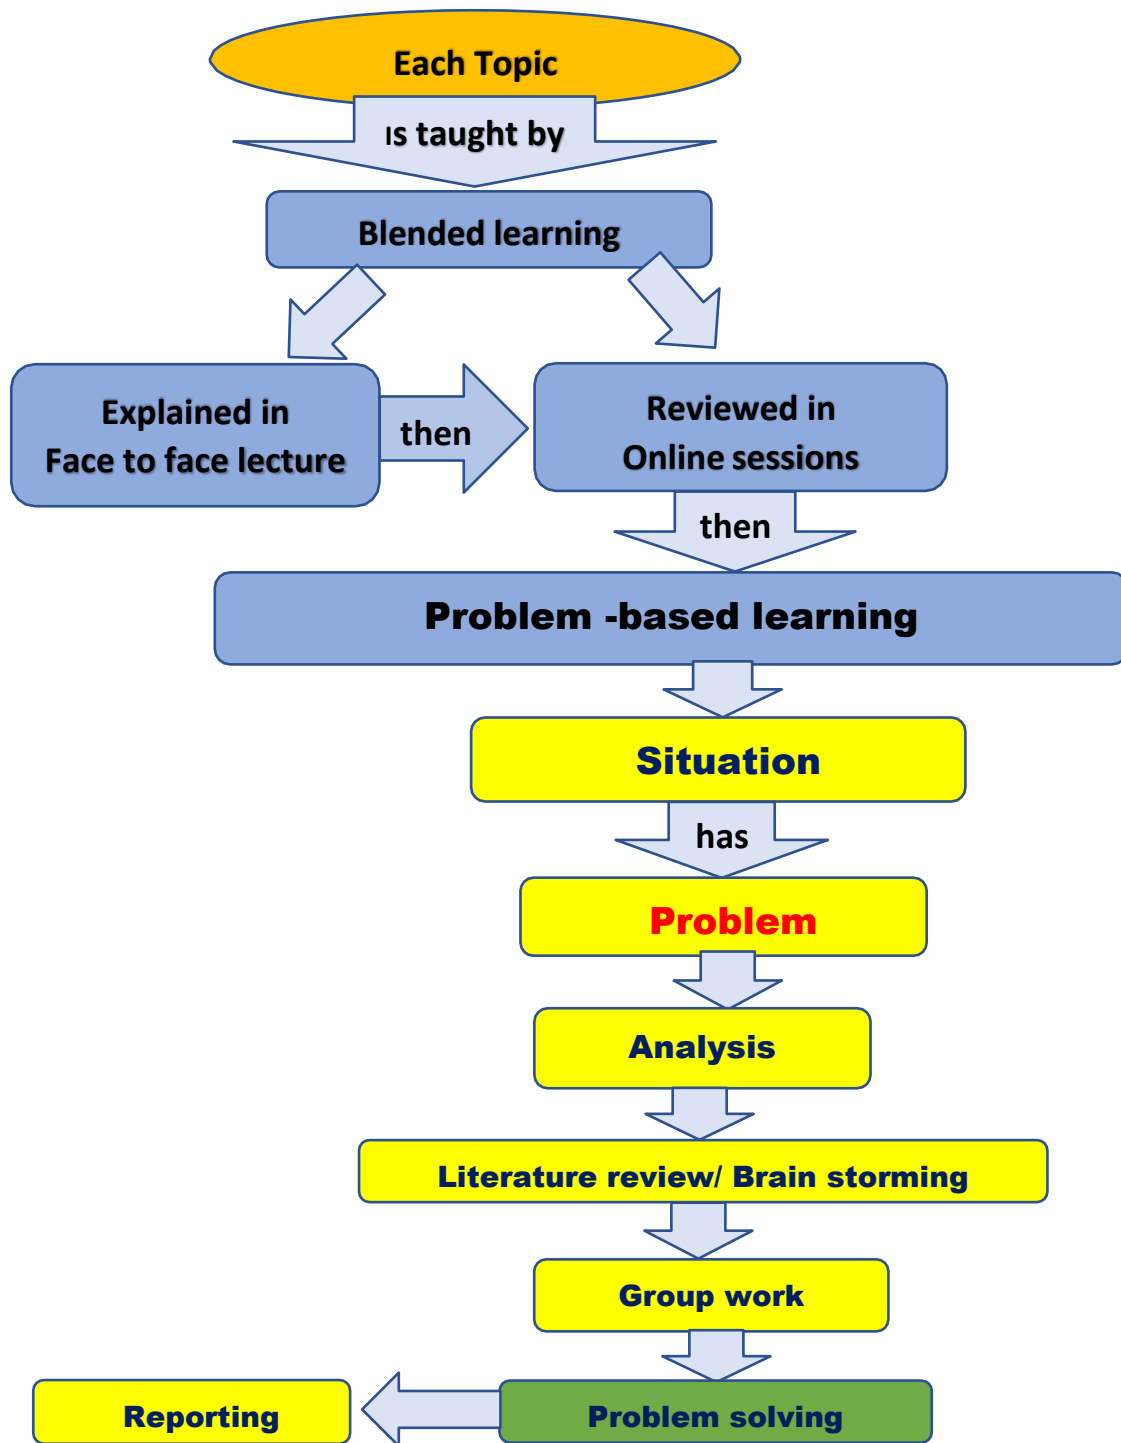 Each Topic
Is taught by
Blended learning
Explained in
Face to face lecture
then
Reviewed in
Online sessions
then
Problem -based learning
Situation
has
Problem
Analysis
Literature review/ Brain storming
Group work
Reporting
Problem solving